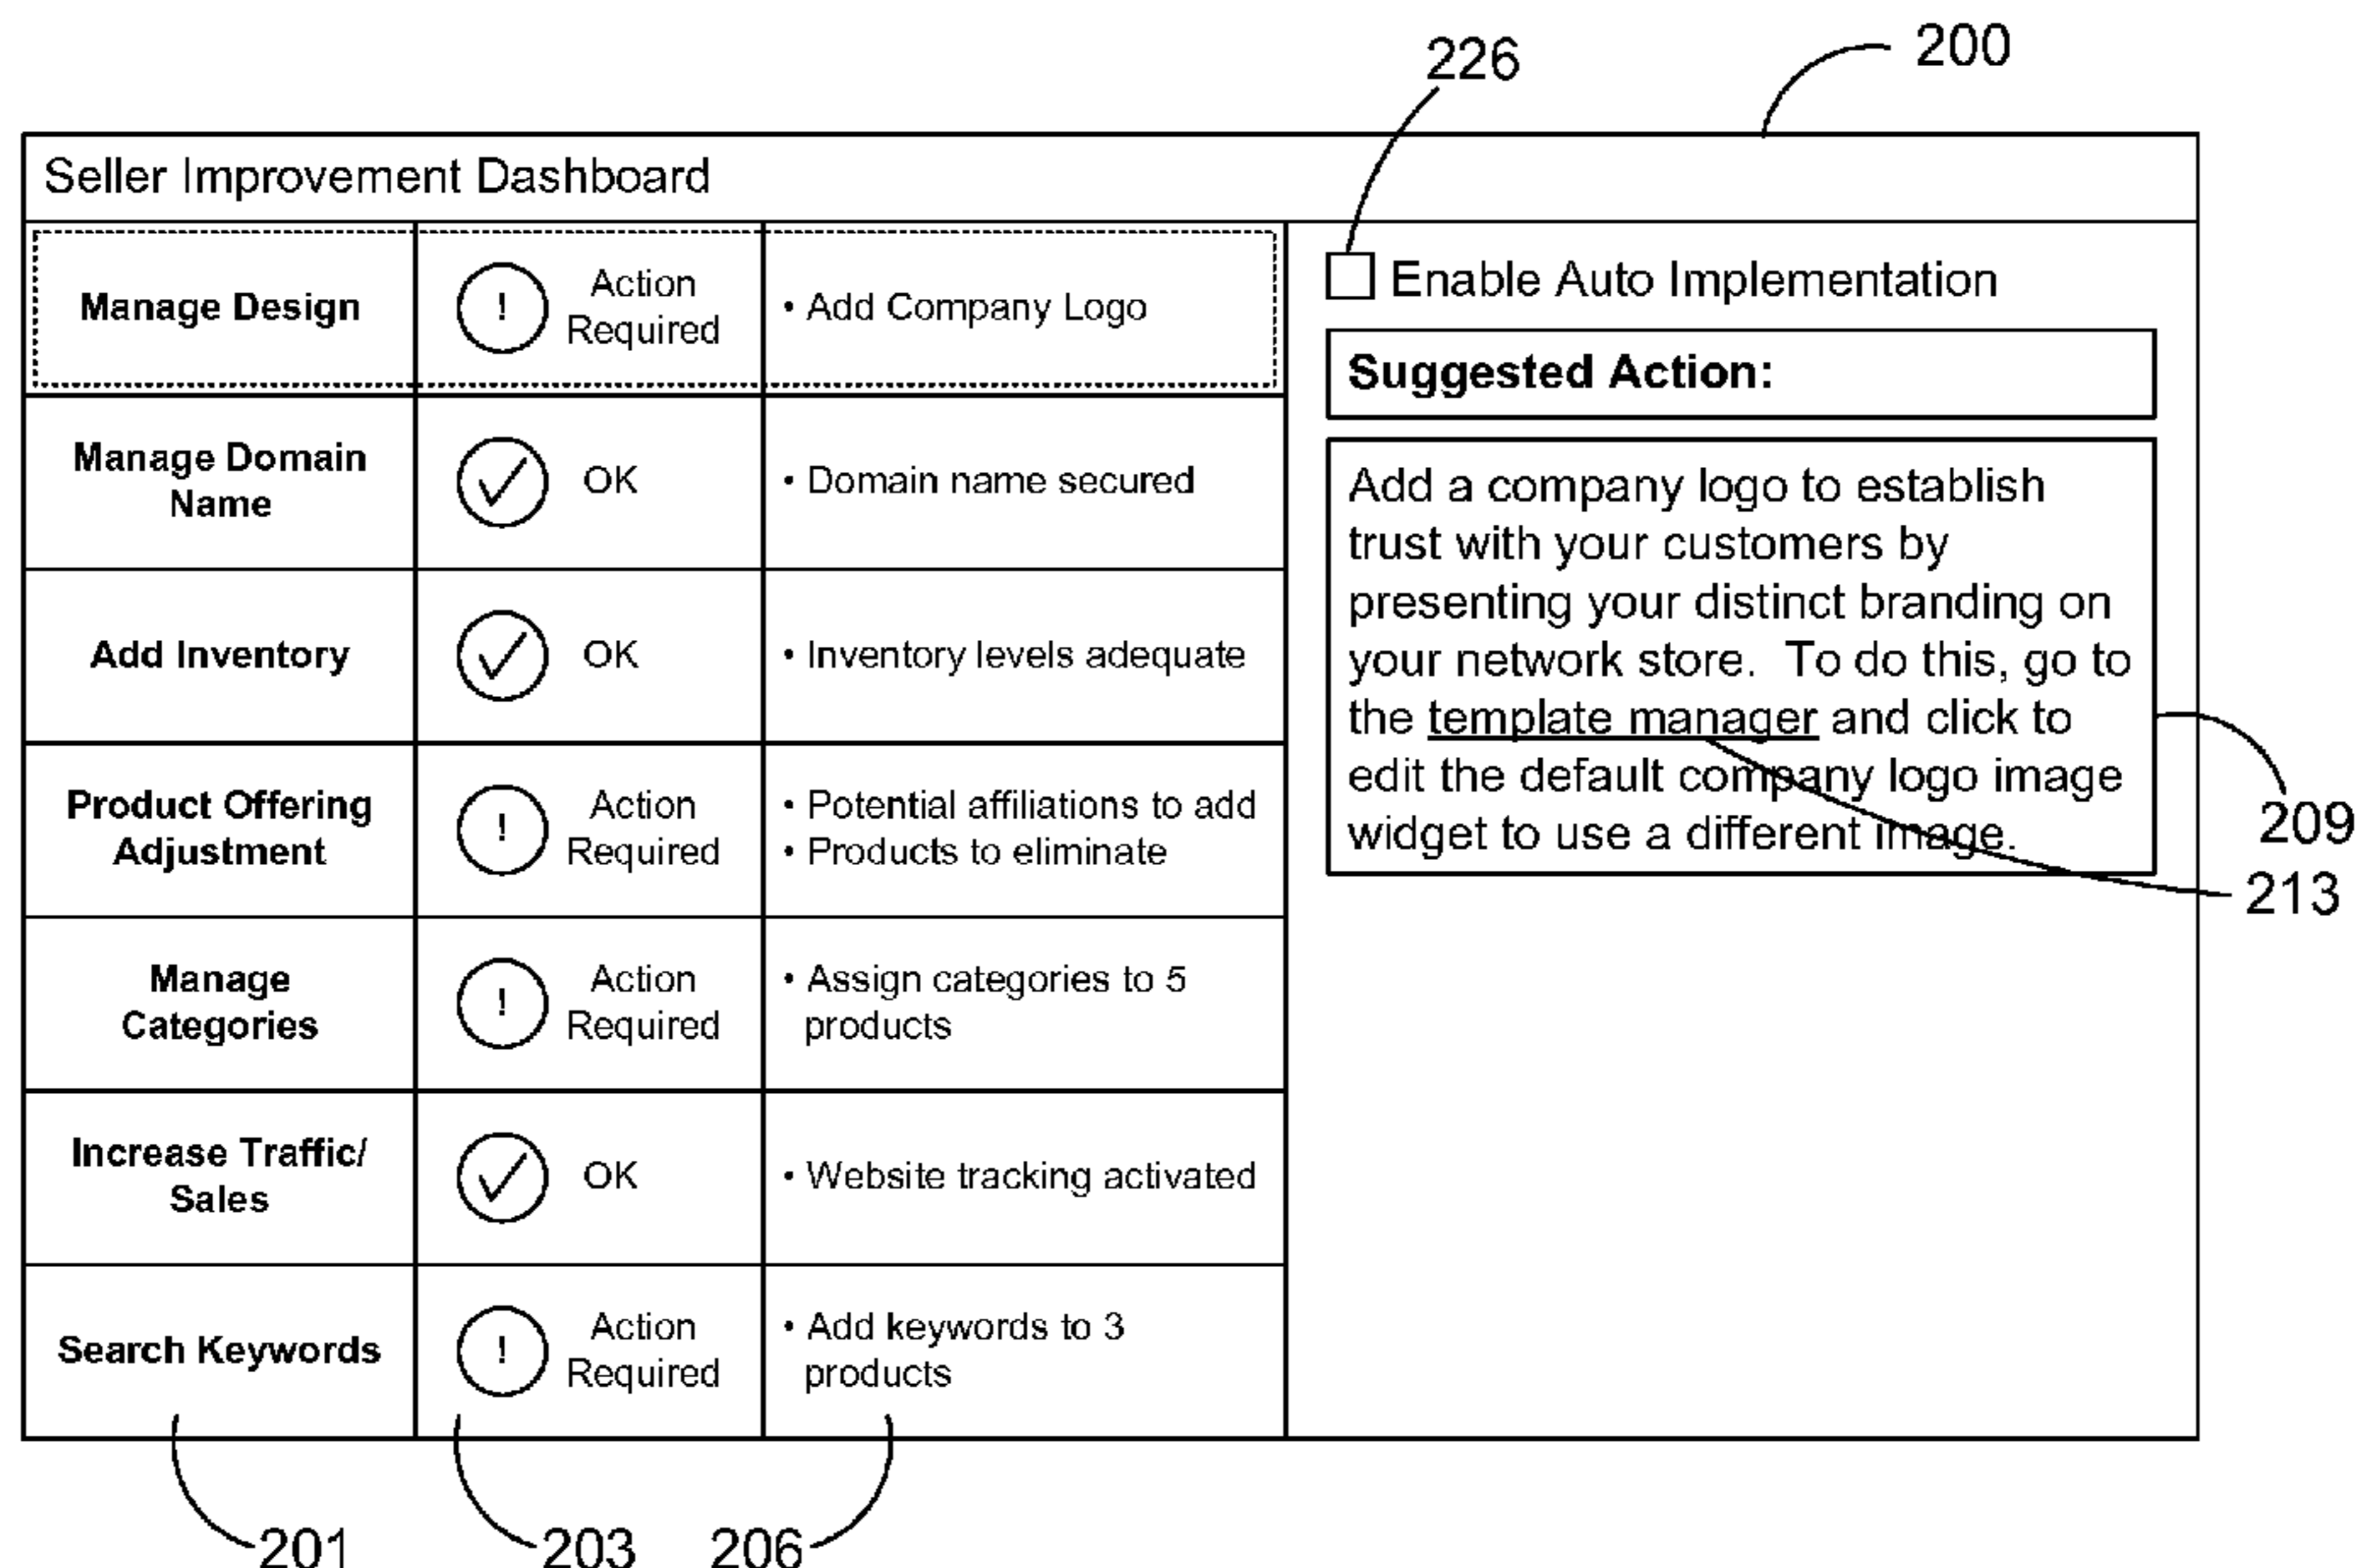 226
200
Seller Improvement Dashboard
Manage Design
!
Action
Required
• Add Company Logo
Manage Domain
Name
OK
• Domain name secured
Add Inventory
OK
• Inventory levels adequate
Product Offering
Adjustment
!
Action
Required
• Potential affiliations to add
• Products to eliminate
Manage
Categories
!
Action
Required
• Assign categories to 5
products
Increase Traffic/
Sales
OK
• Website tracking activated
Search Keywords
!
Action
Required
• Add keywords to 3
products
Enable Auto Implementation
Suggested Action:
Add a company logo to establish
trust with your customers by
presenting your distinct branding on
your network store. To do this, go to
the template manager and click to
edit the default company logo image
widget to use a different image.
209
213
201
203
206